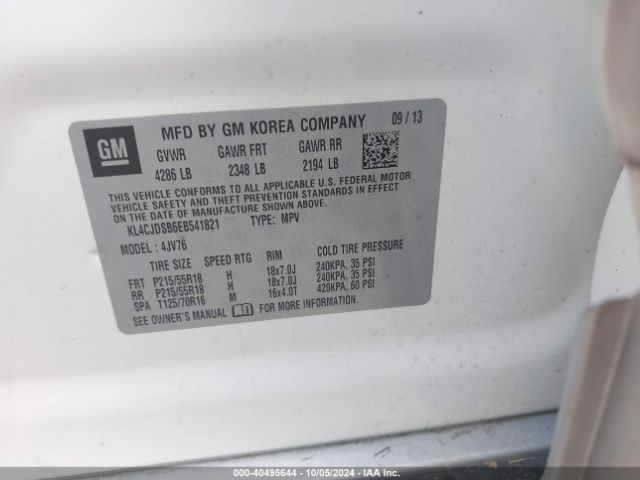 GM
MFD BY GM KOREA COMPANY 09 / 13
GVWR GAWR FRT GAWR RR
4286 LB 2348 LB 2194 LB
THIS VEHICLE CONFORMS TO ALL APPLICABLE U.S. FEDERAL MOTOR
VEHICLE SAFETY AND THEFT PREVENTION STANDARDS IN EFFECT
ON THE DATE OF MANUFACTURE SHOWN ABOVE.
KL4CJDSB6EB541821 TYPE: MPV
MODEL : 4JV76
TIRE SIZE SPEED RTG RIM COLD TIRE PRESSURE
FRT P215/55R18 H 18x7.0J 240KPA, 35 PSI
RR P215/55R18 H 18x7.0J 240KPA, 35 PSI
SPA T125/70R16 M 16x4.0T 420KPA, 60 PSI
SEE OWNER'S MANUAL FOR MORE INFORMATION.
© - 40495644 - 10/05/2024 - IAA Inc.